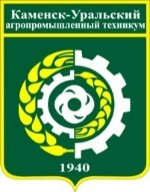 Каменск-Уральский
агропромышленный техникум
1940